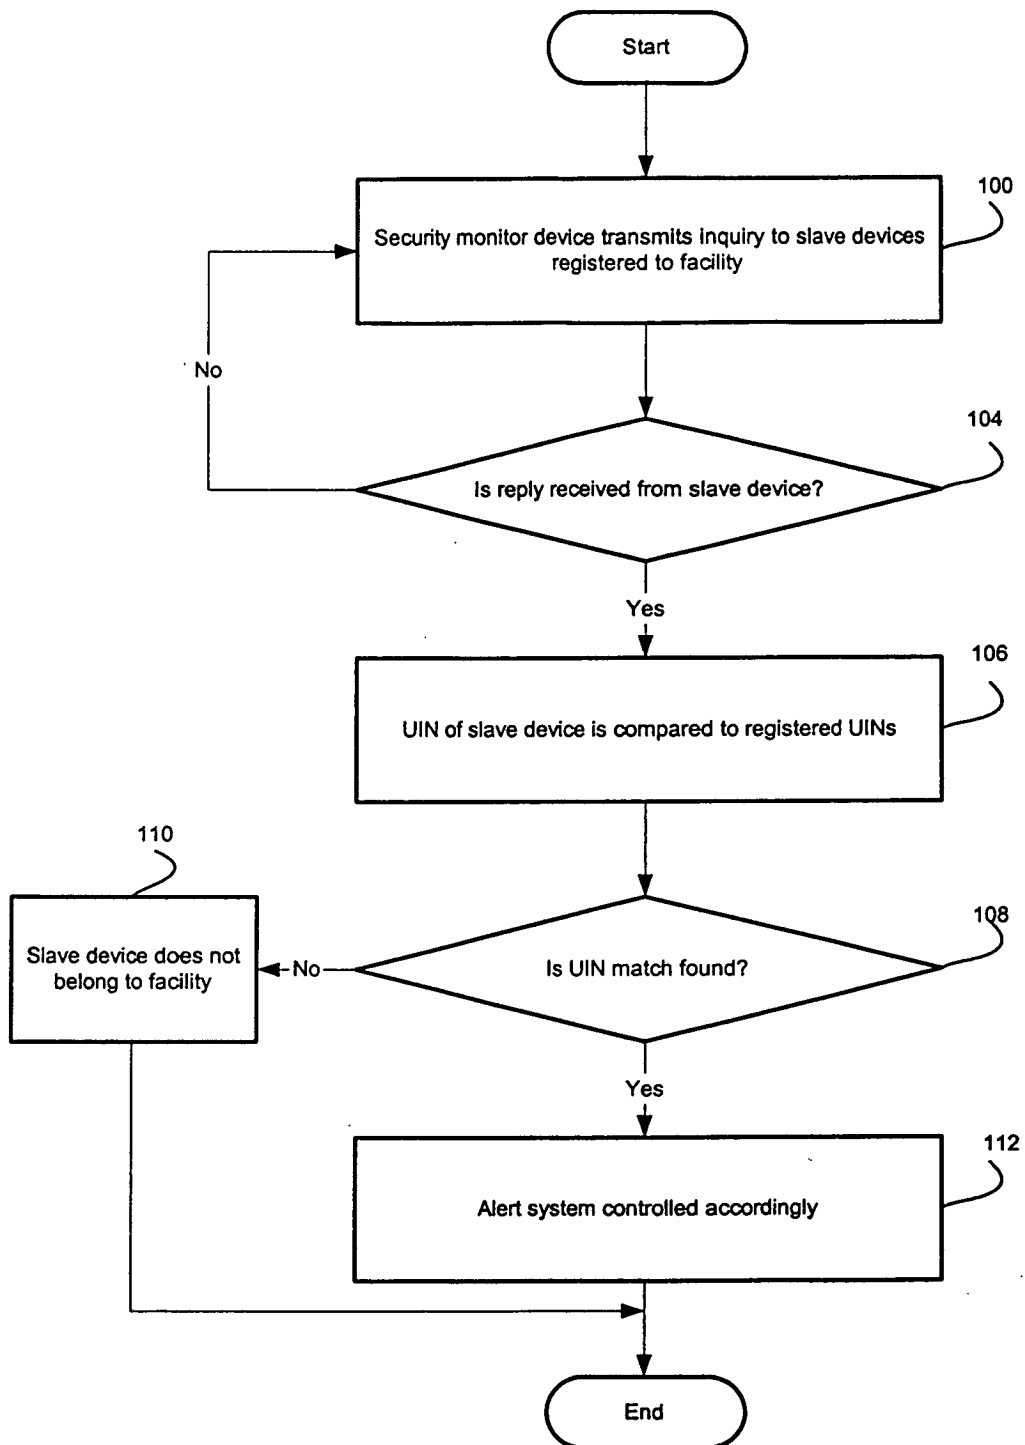 Start
100
Security monitor device transmits inquiry to slave devices
registered to facility
No
104
Is reply received from slave device?
Yes
106
UIN of slave device is compared to registered UINs
110
108
Slave device does not
belong to facility
No
Is UIN match found?
Yes
112
Alert system controlled accordingly
End